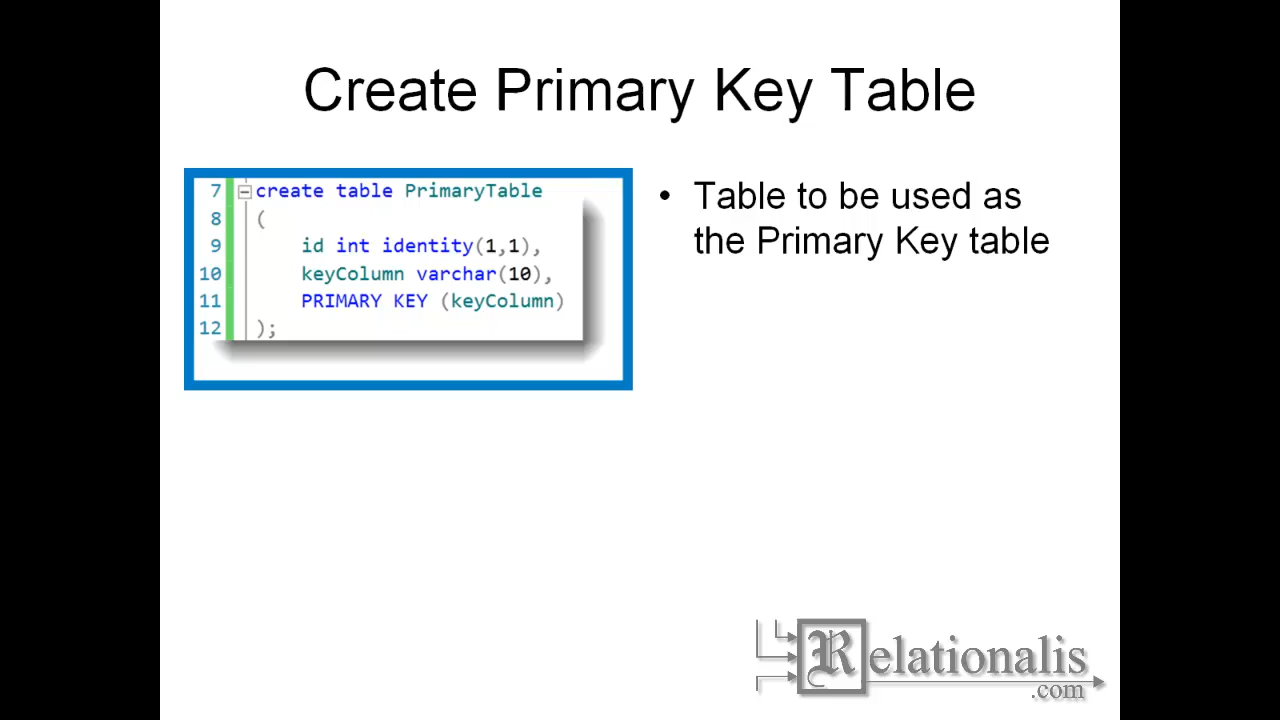 Create Primary Key Table
7 create table PrimaryTable
8 (
9 id int identity(1,1),
10 keyColumn varchar(10),
11 PRIMARY KEY (keyColumn)
12 );
• Table to be used as
the Primary Key table
Relationalis
.com